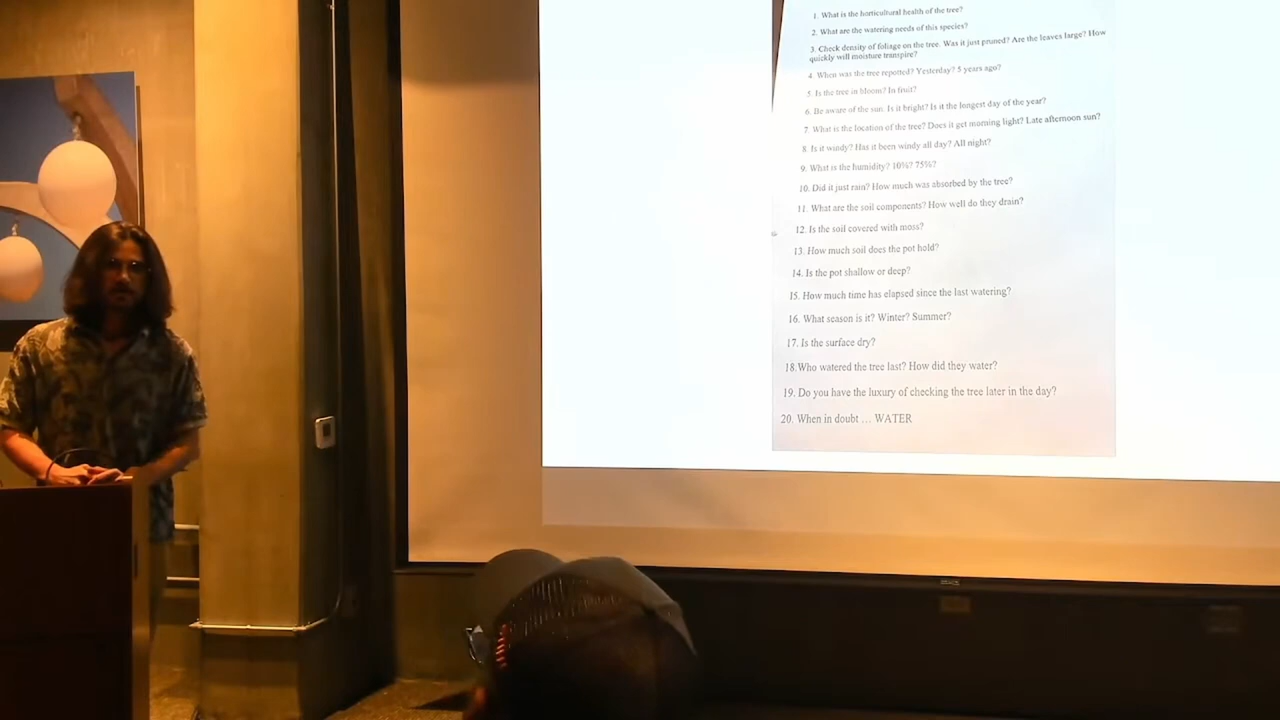 1. What is the horticultural health of the tree?
2. What are the watering needs of this species?
3. Check density of foliage on the tree. Was it just pruned? Are the leaves large? How
quickly will moisture transpire?
4. When was the tree repotted? Yesterday? 5 years ago?
5. Is the tree in bloom? In fruit?
6. Be aware of the sun. Is it bright? Is it the longest day of the year?
7. What is the location of the tree? Does it get morning light? Late afternoon sun?
8. Is it windy? Has it been windy all day? All night?
9. What is the humidity? 10%? 75%?
10. Did it just rain? How much was absorbed by the tree?
11. What are the soil components? How well do they drain?
12. Is the soil covered with moss?
13. How much soil does the pot hold?
14. Is the pot shallow or deep?
15. How much time has elapsed since the last watering?
16. What season is it? Winter? Summer?
17. Is the surface dry?
18.Who watered the tree last? How did they water?
19. Do you have the luxury of checking the tree later in the day?
20. When in doubt ... WATER